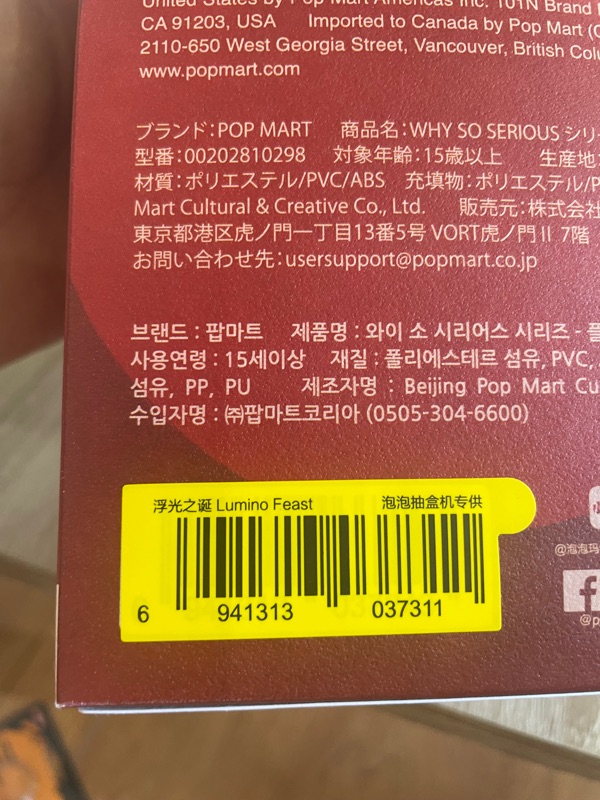 United States by Pop Mart Americas Inc. 101N Brand
CA 91203, USA Imported to Canada by Pop Mart (C
2110-650 West Georgia Street, Vancouver, British Colu
www.popmart.com
ブランド:POP MART 商品名:WHY SO SERIOUS シリ
型番:00202810298 対象年齢:15歳以上 生産地:
材質:ポリエステル/PVC/ABS 充填物:ポリエステル/P
Mart Cultural & Creative Co., Ltd. 販売元:株式会社
東京都港区虎ノ門一丁目13番5号 VORT虎ノ門Ⅱ 7階
お問い合わせ先:usersupport@popmart.co.jp
브랜드 : 팝마트 제품명 : 와이 소 시리어스 시리즈 - 플
사용연령 : 15세이상 재질 : 폴리에스테르 섬유, PVC,
섬유, PP, PU 제조자명 : Beijing Pop Mart Cu
수입자명 : ㈜팝마트코리아 (0505-304-6600)
浮光之诞 Lumino Feast 泡泡抽盒机专供
6 941313 037311
@泡泡玛
@p